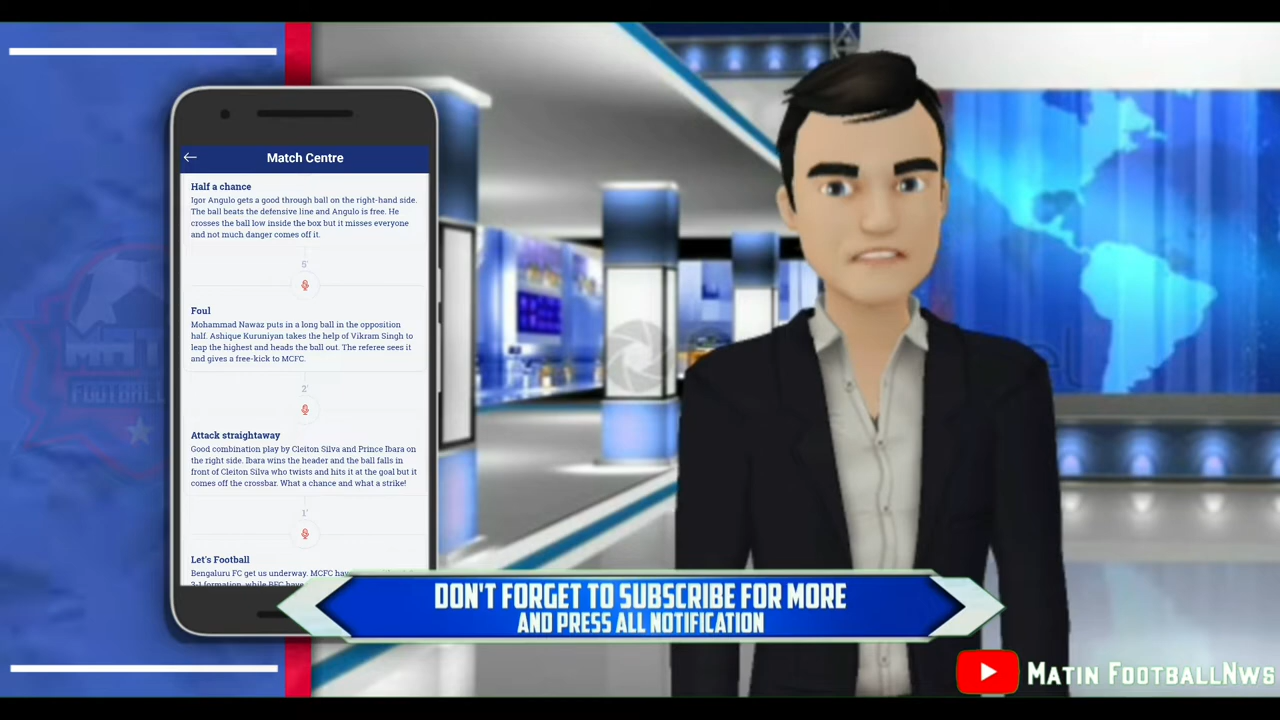 Match Centre
Half a chance
Igor Angulo gets a good through ball on the right-hand side.
The ball beats the defensive line and Angulo is free. He
crosses the ball low inside the box but it misses everyone
and not much danger comes off it.
5'
Foul
Mohammad Nawaz puts in a long ball in the opposition
half. Ashique Kuruniyan takes the help of Vikram Singh to
leap the highest and heads the ball out. The referee sees it
and gives a free-kick to MCFC.
2'
Attack straightaway
Good combination play by Cleiton Silva and Prince Ibara on
the right side. Ibara wins the header and the ball falls in
front of Cleiton Silva who twists and hits it at the goal but it
comes off the crossbar. What a chance and what a strike!
1'
Let's Football
Bengaluru FC get us underway. MCFC have
3-1 formation, while BFC have
DON'T FORGET TO SUBSCRIBE FOR MORE
AND PRESS ALL NOTIFICATION
MATIN FOOTBALLNWS
FOOTBALL